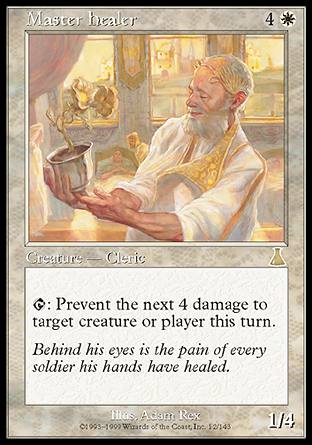 Master Healer 4
Creature — Cleric
: Prevent the next 4 damage to
target creature or player this turn.
Behind his eyes is the pain of every
soldier his hands have healed.
Illus. Adam Rex
©1993–1999 Wizards of the Coast, Inc. 12/143
1/4